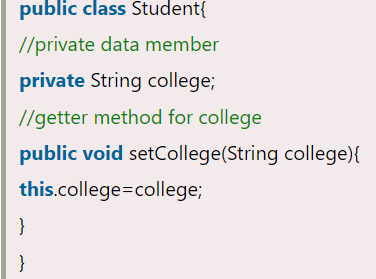 public class Student{
//private data member
private String college;
//getter method for college
public void setCollege(String college){
this.college=college;
}
}